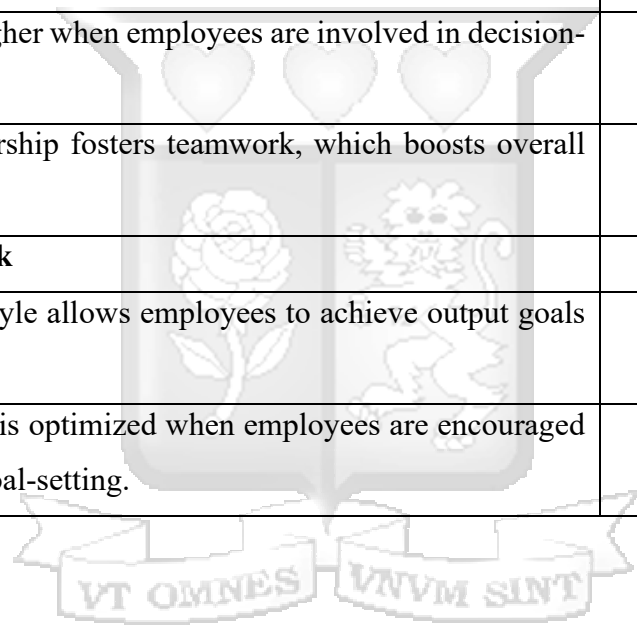 gher when employees are involved in decision-
rship fosters teamwork, which boosts overall
k
yle allows employees to achieve output goals
is optimized when employees are encouraged
oal-setting.
VT OMNES VNVM SINT